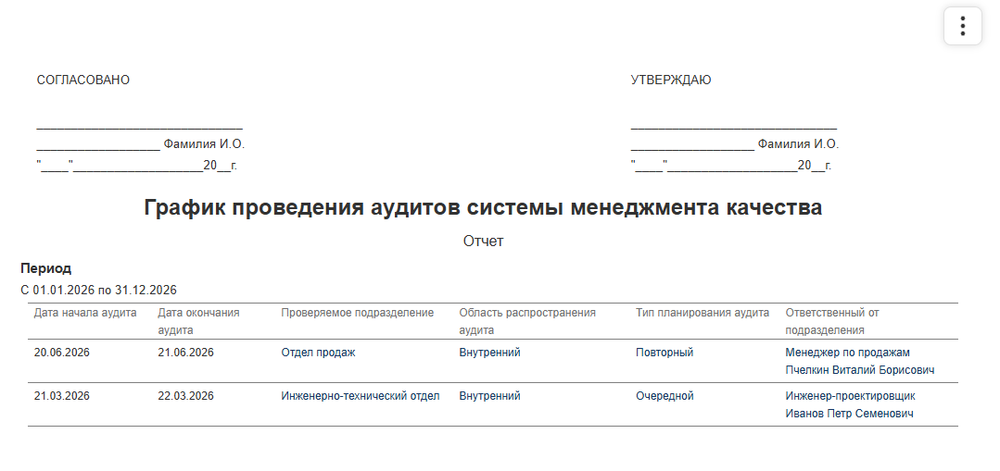 СОГЛАСОВАНО
УТВЕРЖДАЮ
______________________________
______________________________
__________________ Фамилия И.О.
__________________ Фамилия И.О.
"____"___________________20__г.
"____"___________________20__г.
График проведения аудитов системы менеджмента качества
Отчет
Период
С 01.01.2026 по 31.12.2026
Дата начала аудита
Дата окончания
аудита
Проверяемое подразделение
Область распространения
аудита
Тип планирования аудита
Ответственный от
подразделения
20.06.2026
21.06.2026
Отдел продаж
Внутренний
Повторный
Менеджер по продажам
Пчелкин Виталий Борисович
21.03.2026
22.03.2026
Инженерно-технический отдел
Внутренний
Очередной
Инженер-проектировщик
Иванов Петр Семенович